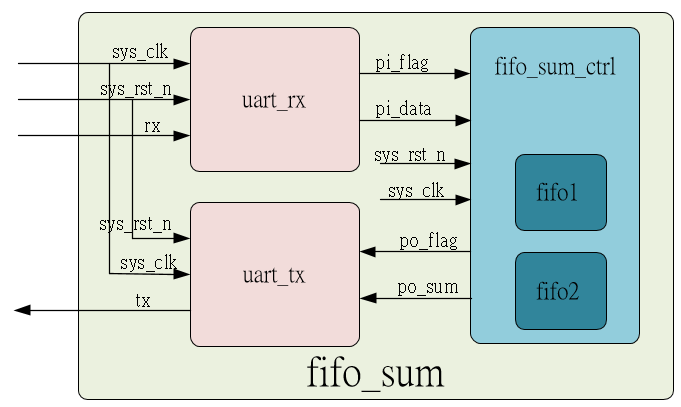 sys_clk
sys_rst_n
rx
uart_rx
pi_flag
pi_data
sys_rst_n
sys_clk
fifo_sum_ctrl
fifo1
fifo2
sys_rst_n
sys_clk
tx
uart_tx
po_flag
po_sum
fifo_sum